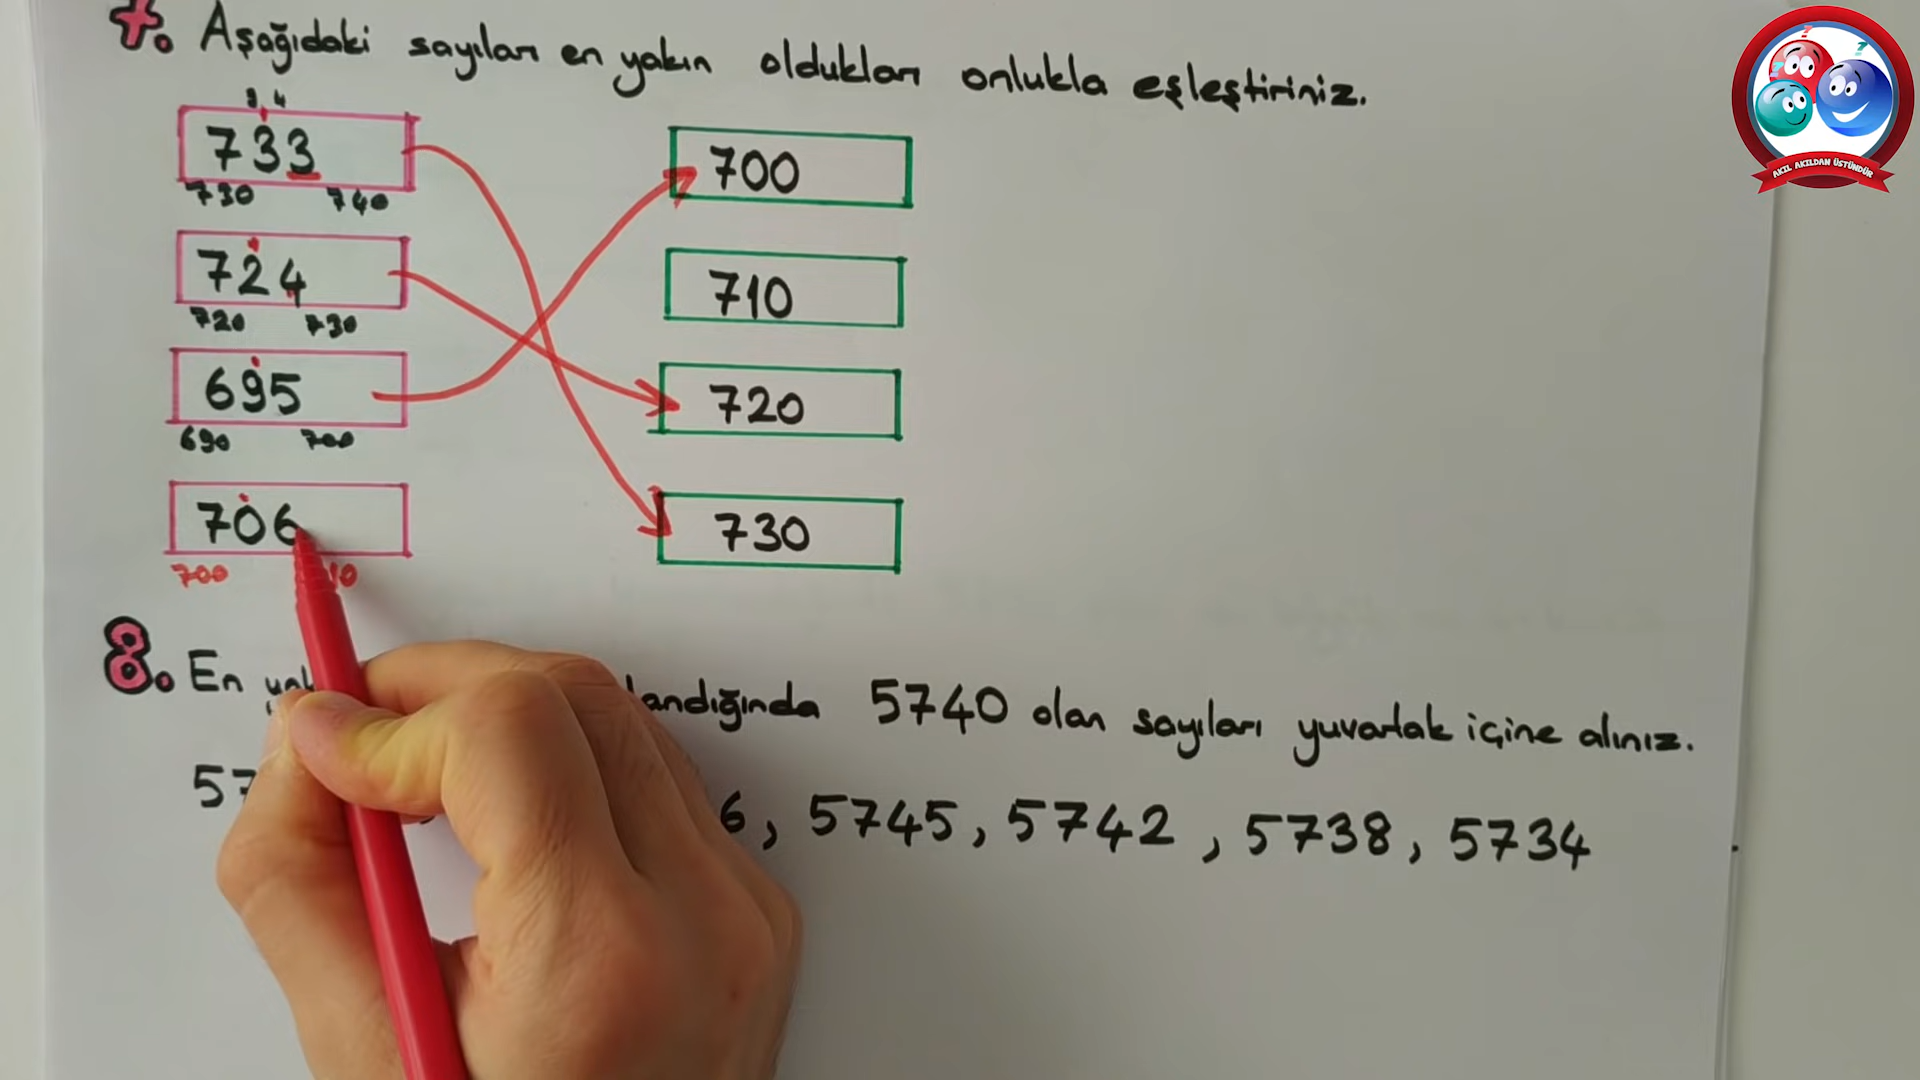 7. Aşağıdaki sayıları en yakın oldukları onlukla eşleştiriniz.
3 4
733 700
730 740
724 710
720 730
695 720
690 700
706 730
700 10
8. En landığında 5740 olan sayıları yuvarlak içine alınız.
57 6, 5745, 5742, 5738, 5734
AKIL AKILDAN ÜSTÜNDÜR